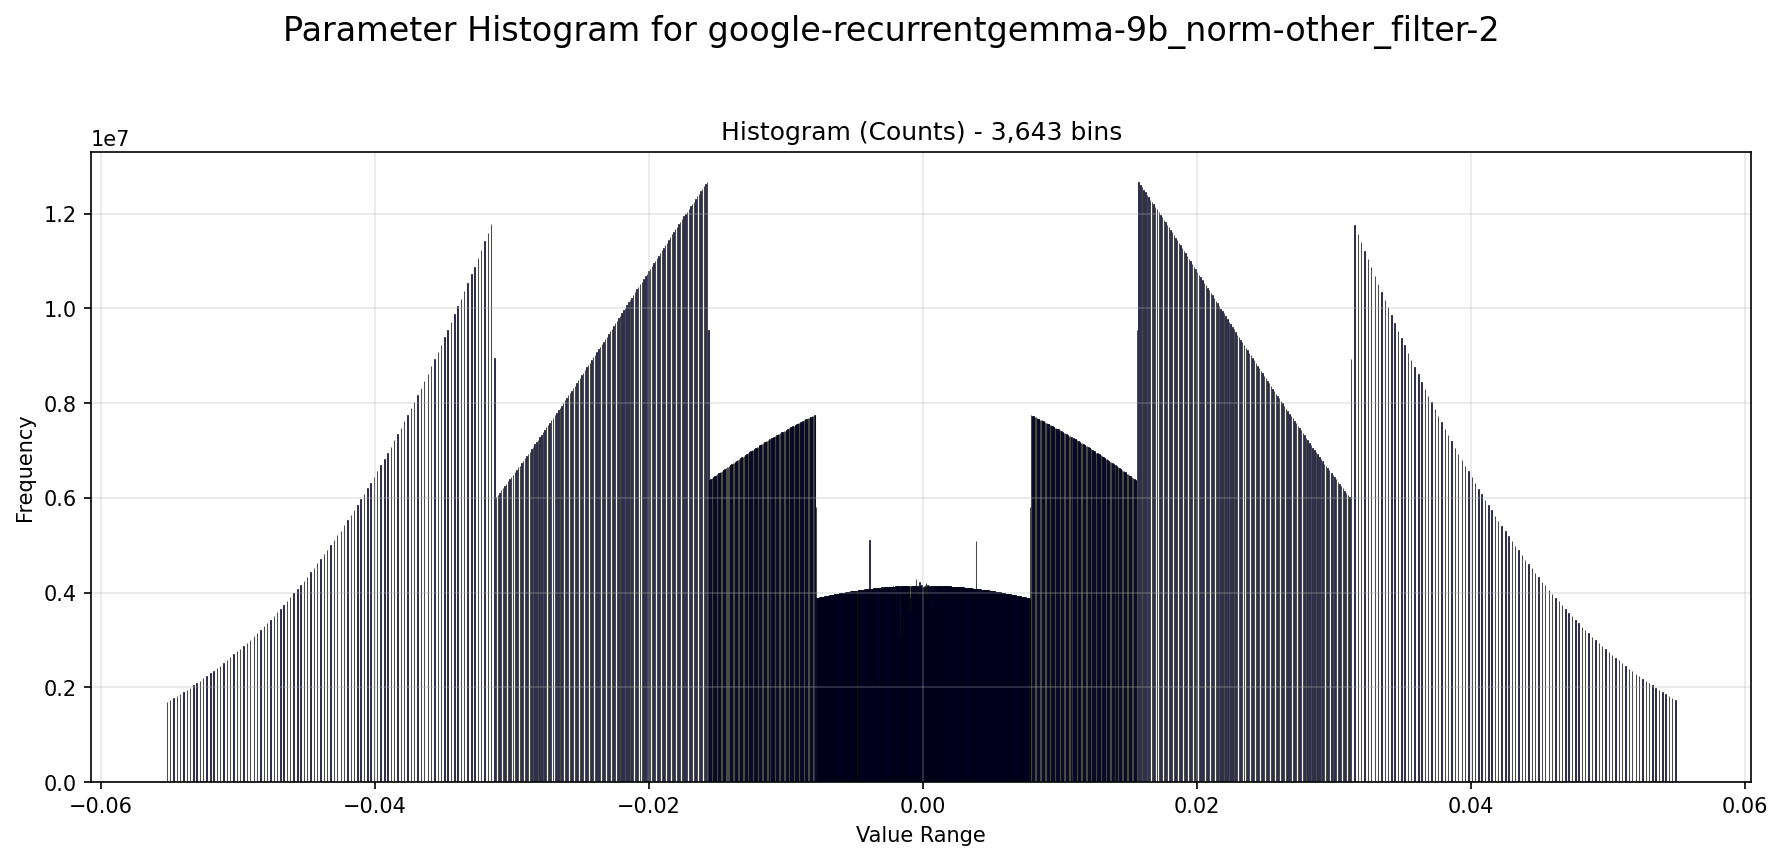 Parameter Histogram for google-recurrentgemma-9b_norm-other_filter-2
Histogram (Counts) - 3,643 bins
1e7
1.2
1.0
0.8
0.6
0.4
0.2
0.0
Frequency
−0.06 −0.04 −0.02 0.00 0.02 0.04 0.06
Value Range